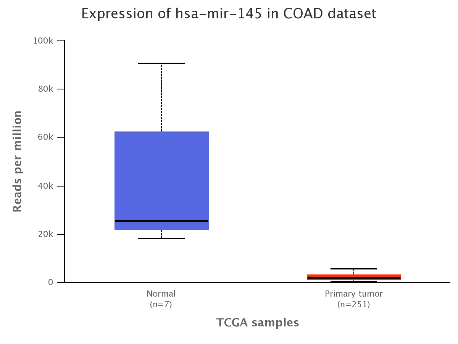 Expression of hsa-mir-145 in COAD dataset
100k
80k
60k
40k
20k
0
Reads per million
Normal
(n=7)
Primary tumor
(n=251)
TCGA samples